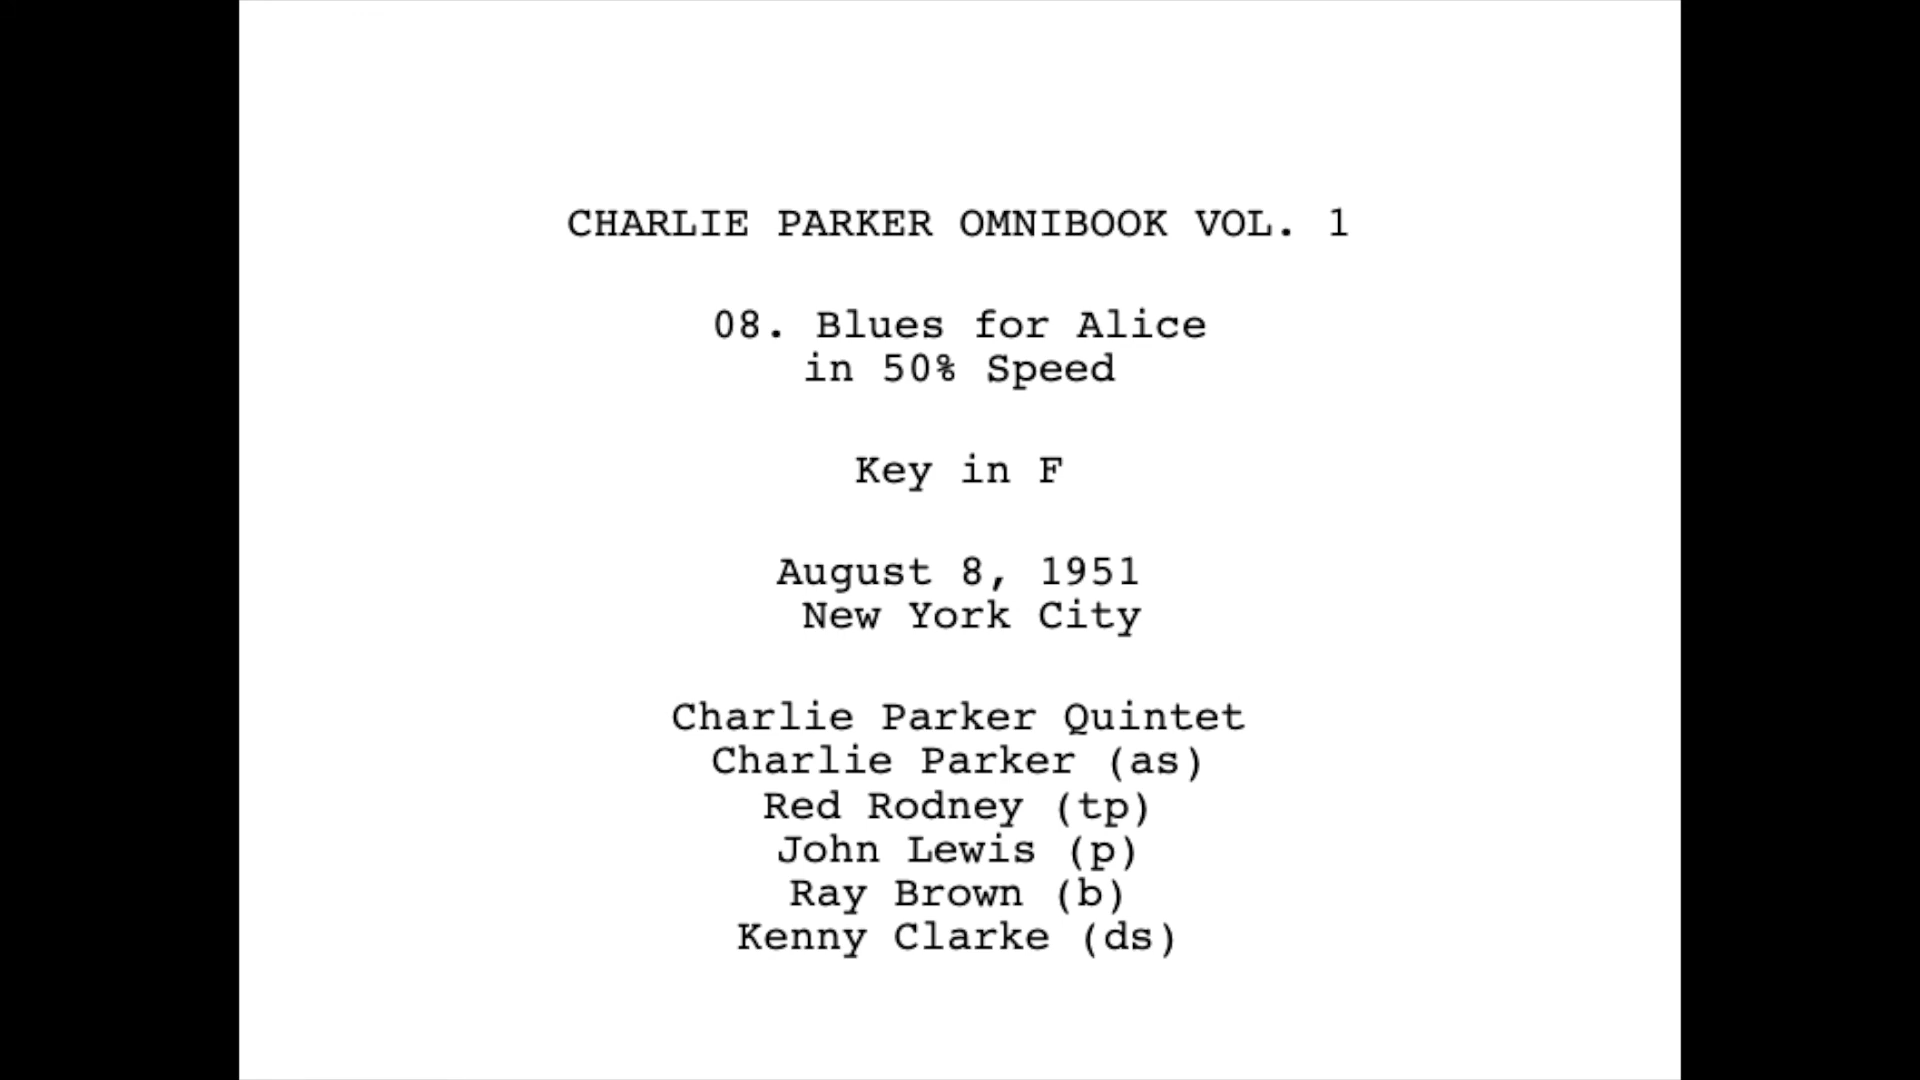 CHARLIE PARKER OMNIBOOK VOL. 1
08. Blues for Alice
in 50% Speed
Key in F
August 8, 1951
New York City
Charlie Parker Quintet
Charlie Parker (as)
Red Rodney (tp)
John Lewis (p)
Ray Brown (b)
Kenny Clarke (ds)